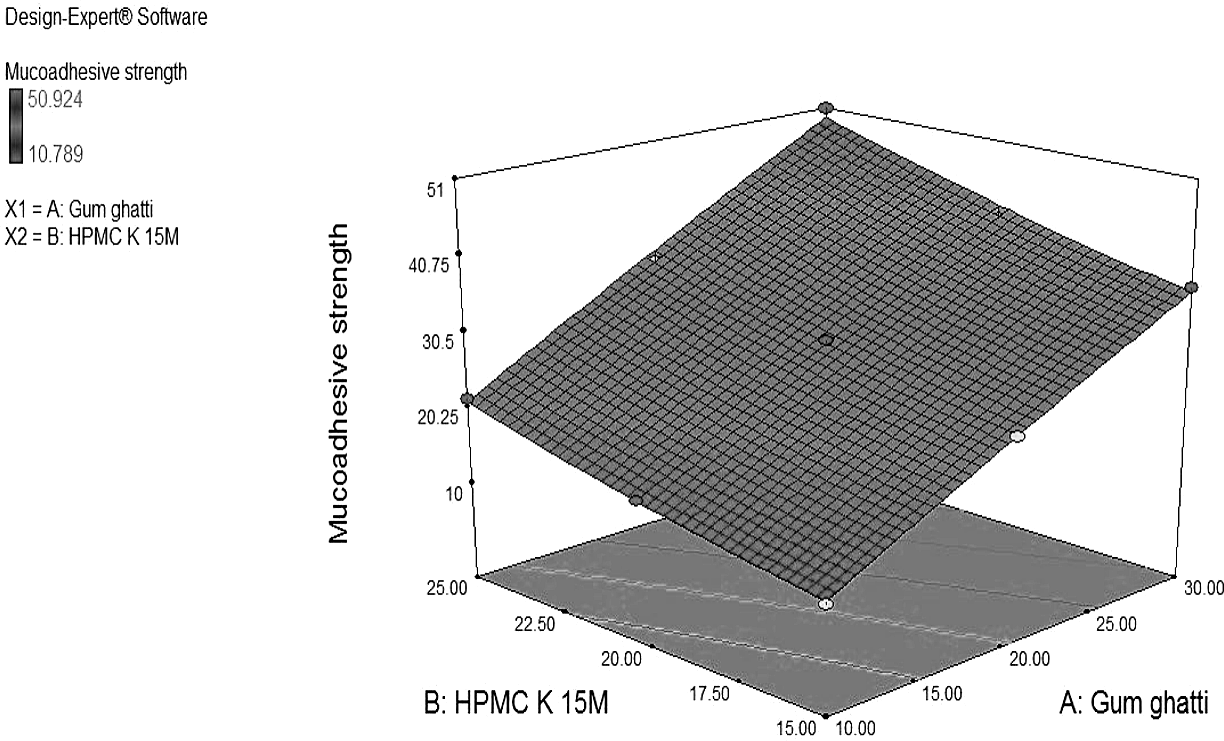 Design-Expert® Software
Mucoadhesive strength
50.924
10.789
X1 = A: Gum ghatti
X2 = B: HPMC K 15M
51
40.75
30.5
20.25
10
Mucoadhesive strength
25.00
22.50
20.00
17.50
15.00
10.00
15.00
20.00
25.00
30.00
B: HPMC K 15M
A: Gum ghatti